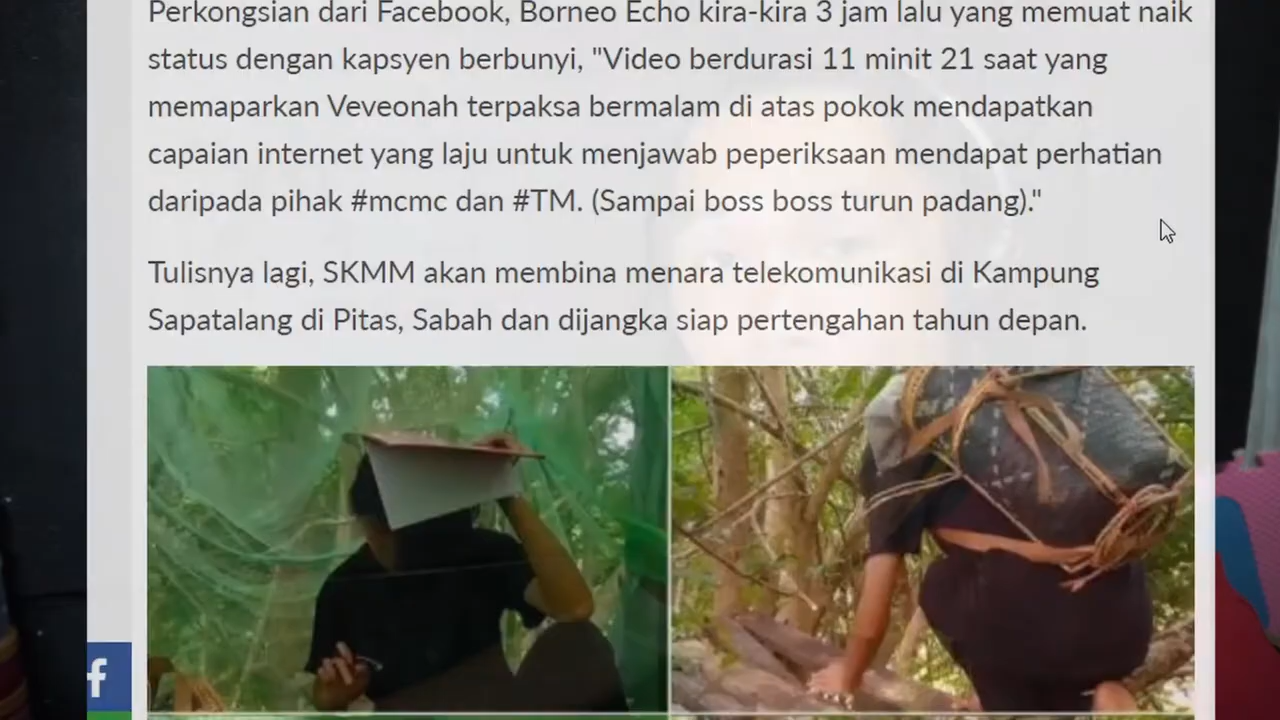 Perkongsian dari Facebook, Borneo Echo kira-kira 3 jam lalu yang memuat naik
status dengan kapsyen berbunyi, "Video berdurasi 11 minit 21 saat yang
memaparkan Veveonah terpaksa bermalam di atas pokok mendapatkan
capaian internet yang laju untuk menjawab peperiksaan mendapat perhatian
daripada pihak #mcmc dan #TM. (Sampai boss boss turun padang)."
Tulisnya lagi, SKMM akan membina menara telekomunikasi di Kampung
Sapatalang di Pitas, Sabah dan dijangka siap pertengahan tahun depan.
f